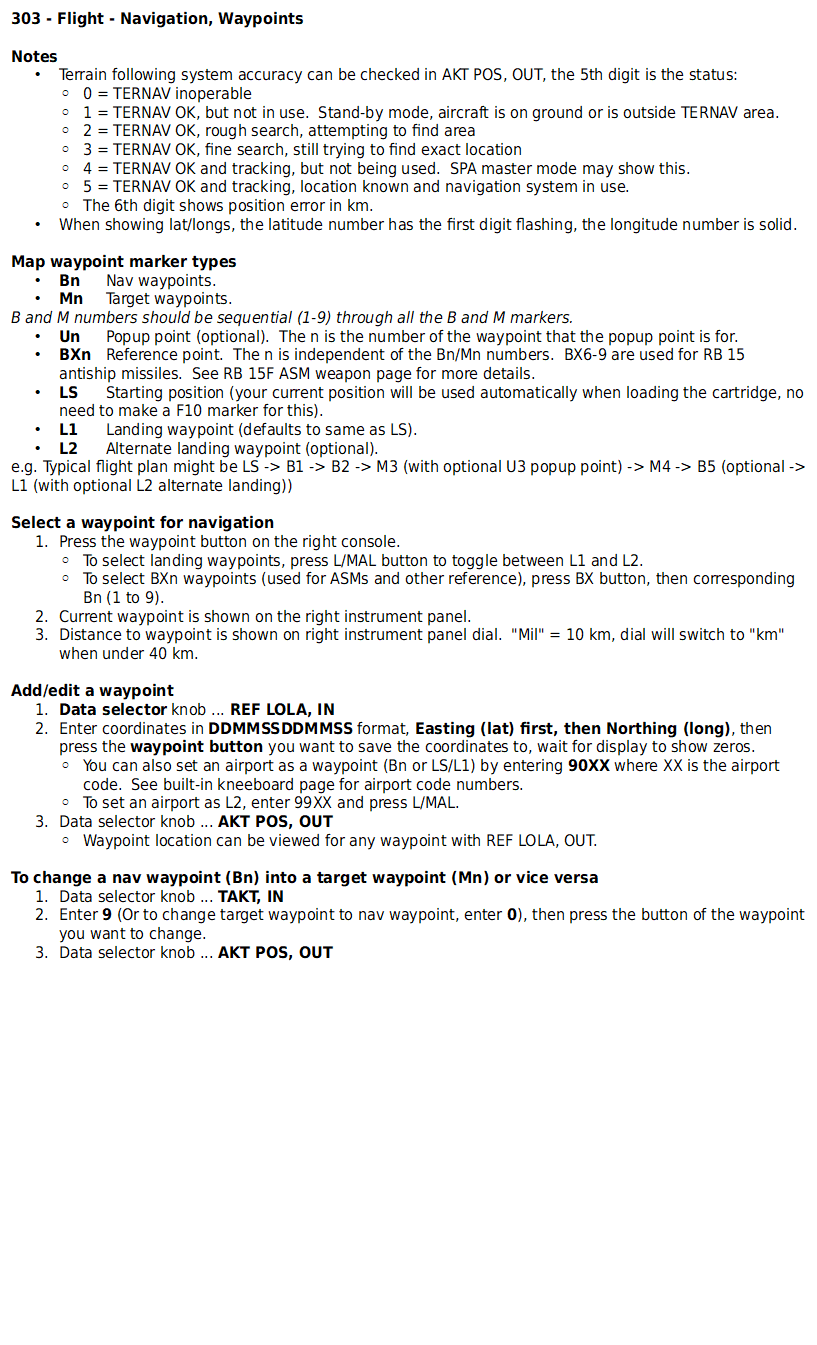 303 - Flight - Navigation, Waypoints
Notes
• Terrain following system accuracy can be checked in AKT POS, OUT, the 5th digit is the status:
○ 0 = TERNAV inoperable
○ 1 = TERNAV OK, but not in use.  Stand-by mode, aircraft is on ground or is outside TERNAV area.
○ 2 = TERNAV OK, rough search, attempting to find area
○ 3 = TERNAV OK, fine search, still trying to find exact location
○ 4 = TERNAV OK and tracking, but not being used.  SPA master mode may show this.
○ 5 = TERNAV OK and tracking, location known and navigation system in use.
○ The 6th digit shows position error in km.
• When showing lat/longs, the latitude number has the first digit flashing, the longitude number is solid.
Map waypoint marker types
• Bn Nav waypoints.
• Mn Target waypoints.
B and M numbers should be sequential (1-9) through all the B and M markers.
• Un Popup point (optional).  The n is the number of the waypoint that the popup point is for.
• BXn Reference point.  The n is independent of the Bn/Mn numbers.  BX6-9 are used for RB 15
antiship missiles.  See RB 15F ASM weapon page for more details.
• LS Starting position (your current position will be used automatically when loading the cartridge, no
need to make a F10 marker for this).
• L1 Landing waypoint (defaults to same as LS).
• L2 Alternate landing waypoint (optional).
e.g. Typical flight plan might be LS -> B1 -> B2 -> M3 (with optional U3 popup point) -> M4 -> B5 (optional ->
L1 (with optional L2 alternate landing))
Select a waypoint for navigation
1. Press the waypoint button on the right console.
○ To select landing waypoints, press L/MAL button to toggle between L1 and L2.
○ To select BXn waypoints (used for ASMs and other reference), press BX button, then corresponding
Bn (1 to 9).
2. Current waypoint is shown on the right instrument panel.
3. Distance to waypoint is shown on right instrument panel dial.  "Mil" = 10 km, dial will switch to "km"
when under 40 km.
Add/edit a waypoint
1. Data selector knob ... REF LOLA, IN
2. Enter coordinates in DDMMSSDDMMSS format, Easting (lat) first, then Northing (long), then
press the waypoint button you want to save the coordinates to, wait for display to show zeros.
○ You can also set an airport as a waypoint (Bn or LS/L1) by entering 90XX where XX is the airport
code.  See built-in kneeboard page for airport code numbers.
○ To set an airport as L2, enter 99XX and press L/MAL.
3. Data selector knob ... AKT POS, OUT
○ Waypoint location can be viewed for any waypoint with REF LOLA, OUT.
To change a nav waypoint (Bn) into a target waypoint (Mn) or vice versa
1. Data selector knob ... TAKT, IN
2. Enter 9 (Or to change target waypoint to nav waypoint, enter 0), then press the button of the waypoint
you want to change.
3. Data selector knob ... AKT POS, OUT